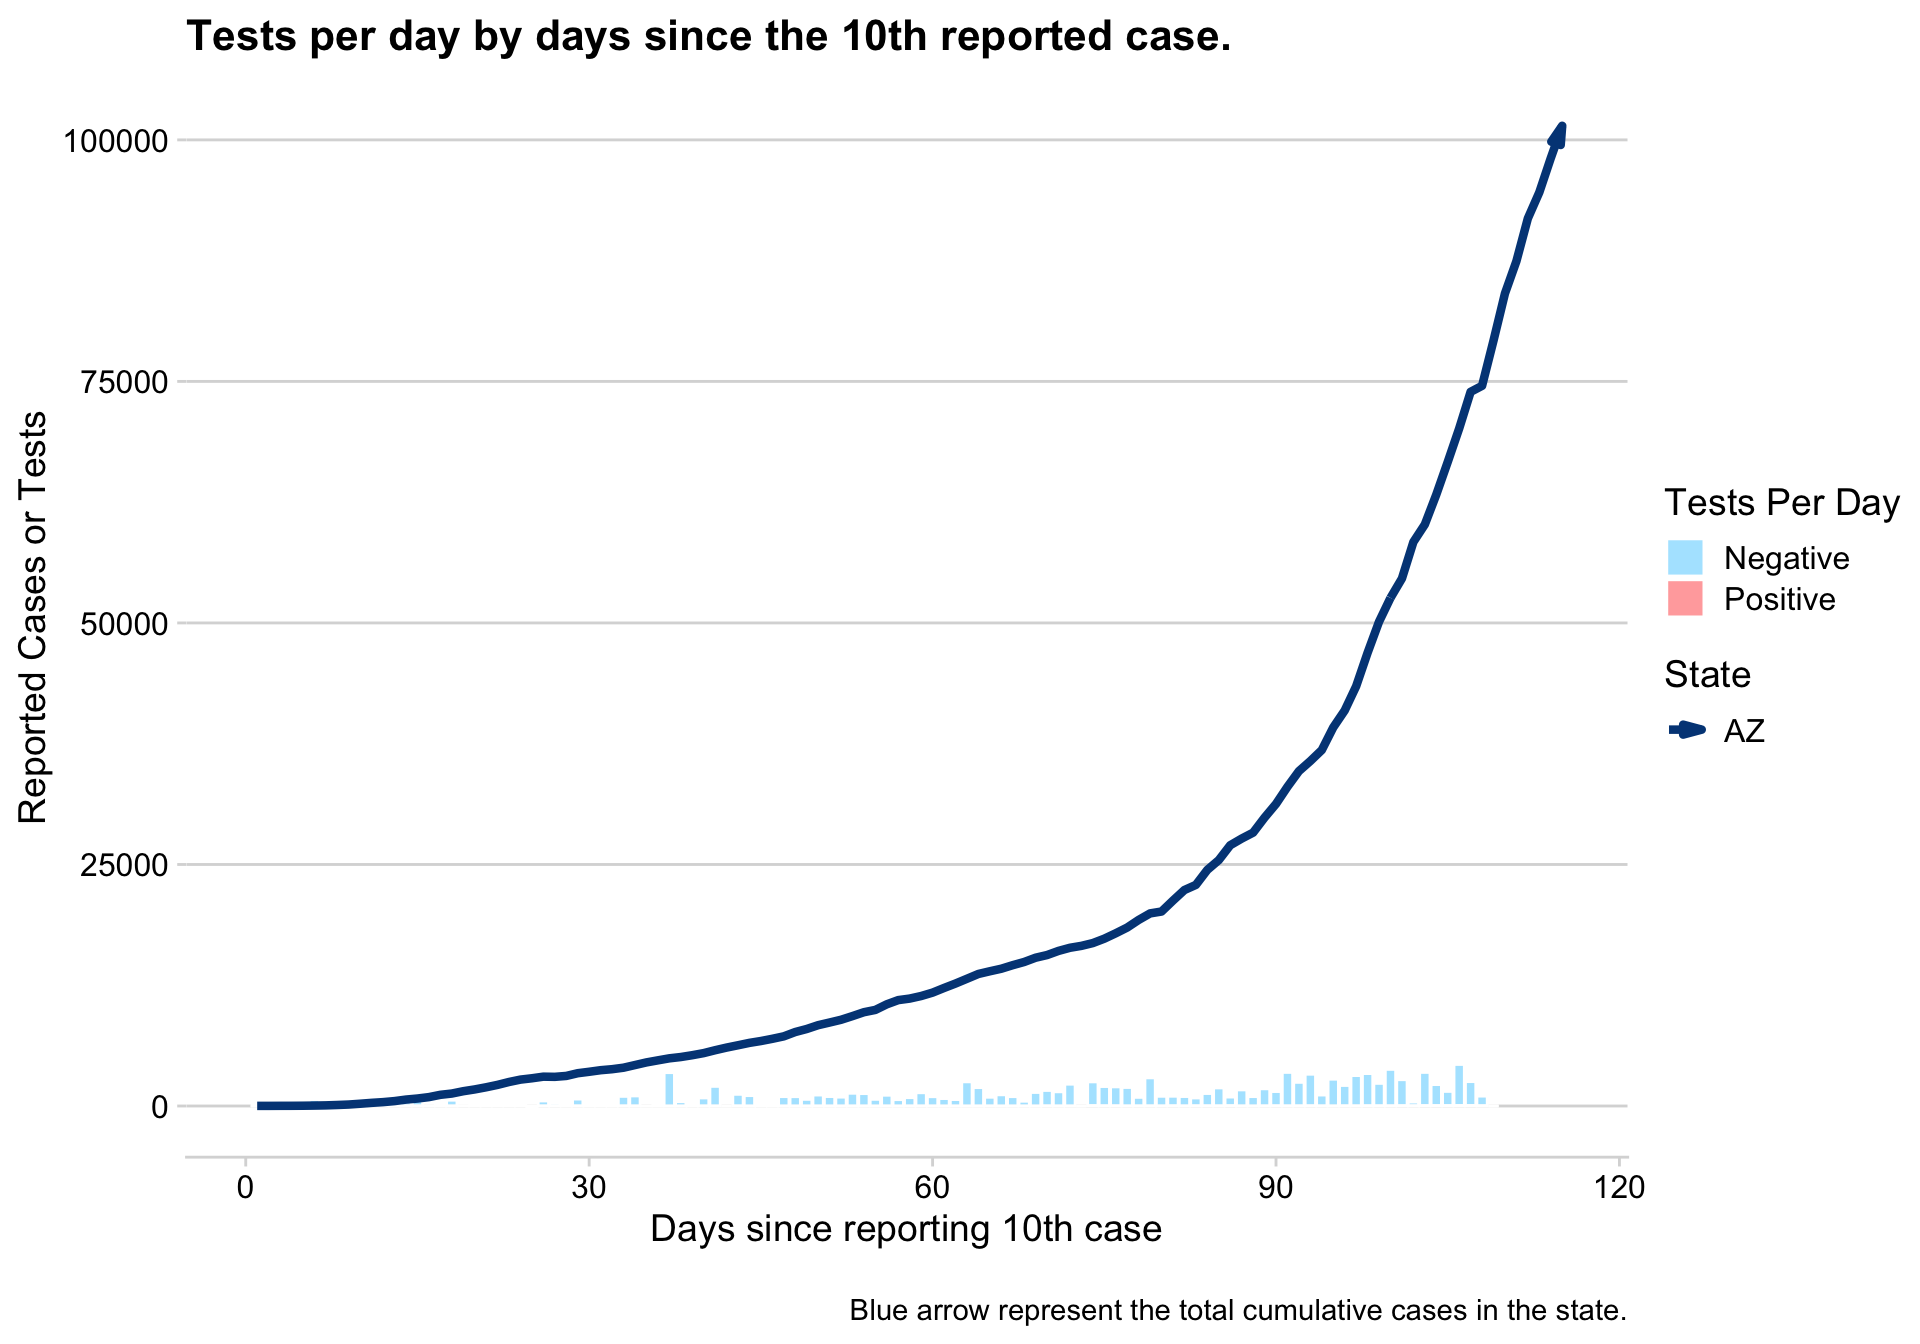 Tests per day by days since the 10th reported case.
100000
75000
50000
25000
0
Reported Cases or Tests
0
30
60
90
120
Days since reporting 10th case
Tests Per Day
Negative
Positive
State
AZ
Blue arrow represent the total cumulative cases in the state.